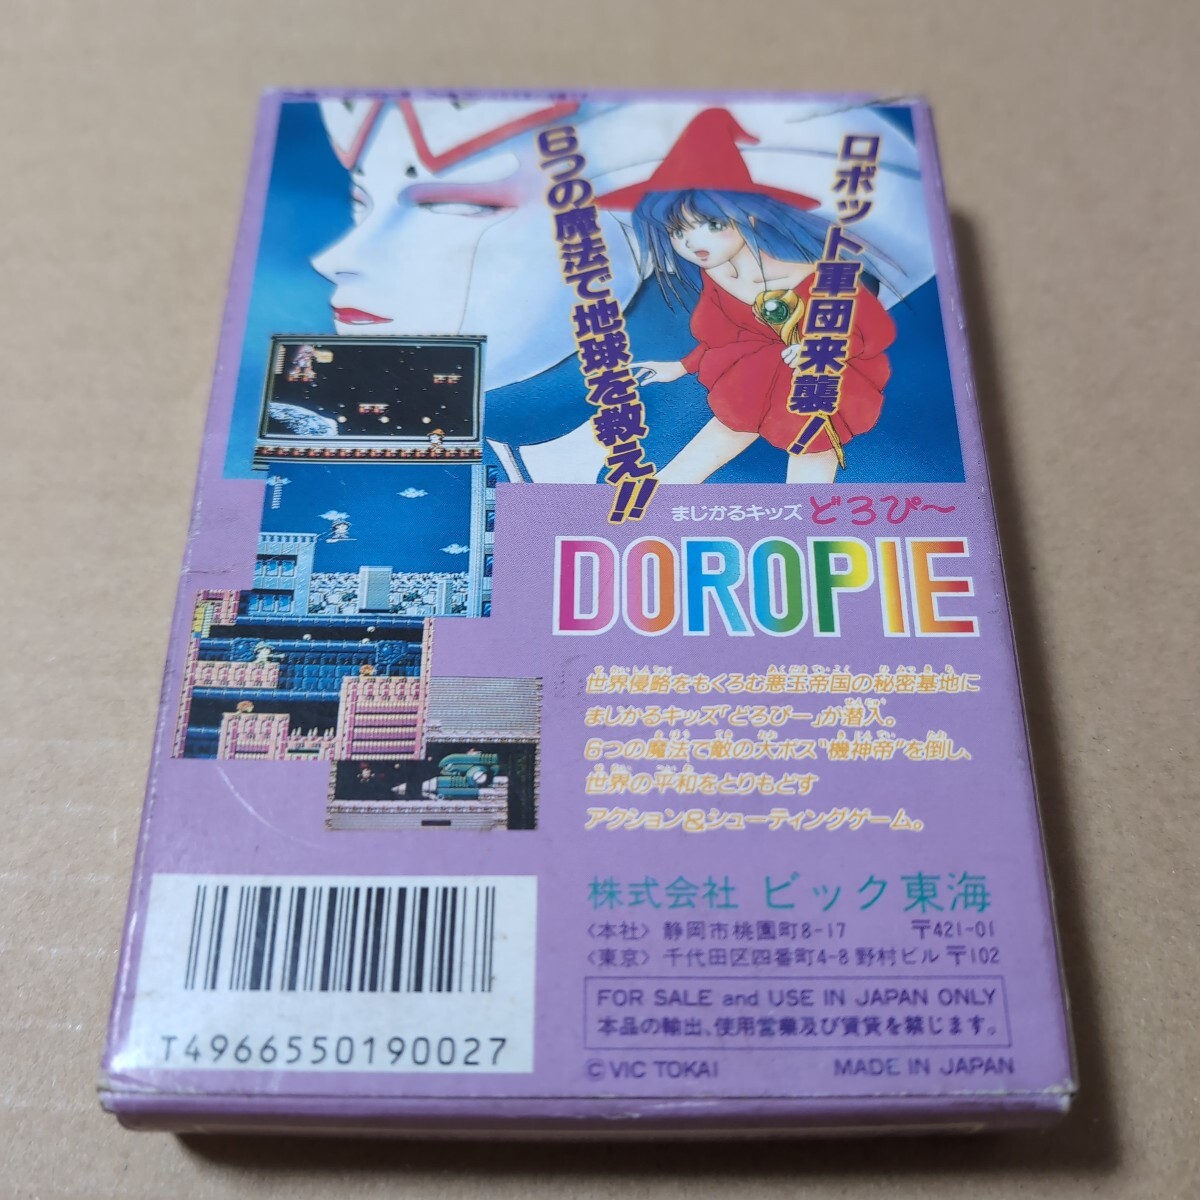 ロボット軍団来襲！
6つの魔法で地球を救え!!
まじかるキッズどろぴ〜
DOROPIE
世界侵略をもくろむ悪玉帝国の秘密基地に
まじかるキッズ「どろぴー」が潜入。
6つの魔法で敵の大ボス“機神帝”を倒し、
世界の平和をとりもどす
アクション&シューティングゲーム。
株式会社 ビック東海
〈本社〉 静岡市桃園町8-17 〒421-01
〈東京〉 千代田区四番町4-8 野村ビル 〒102
FOR SALE and USE IN JAPAN ONLY
本品の輸出、使用営業及び賃貸を禁じます。
© VIC TOKAI MADE IN JAPAN
T4966550190027